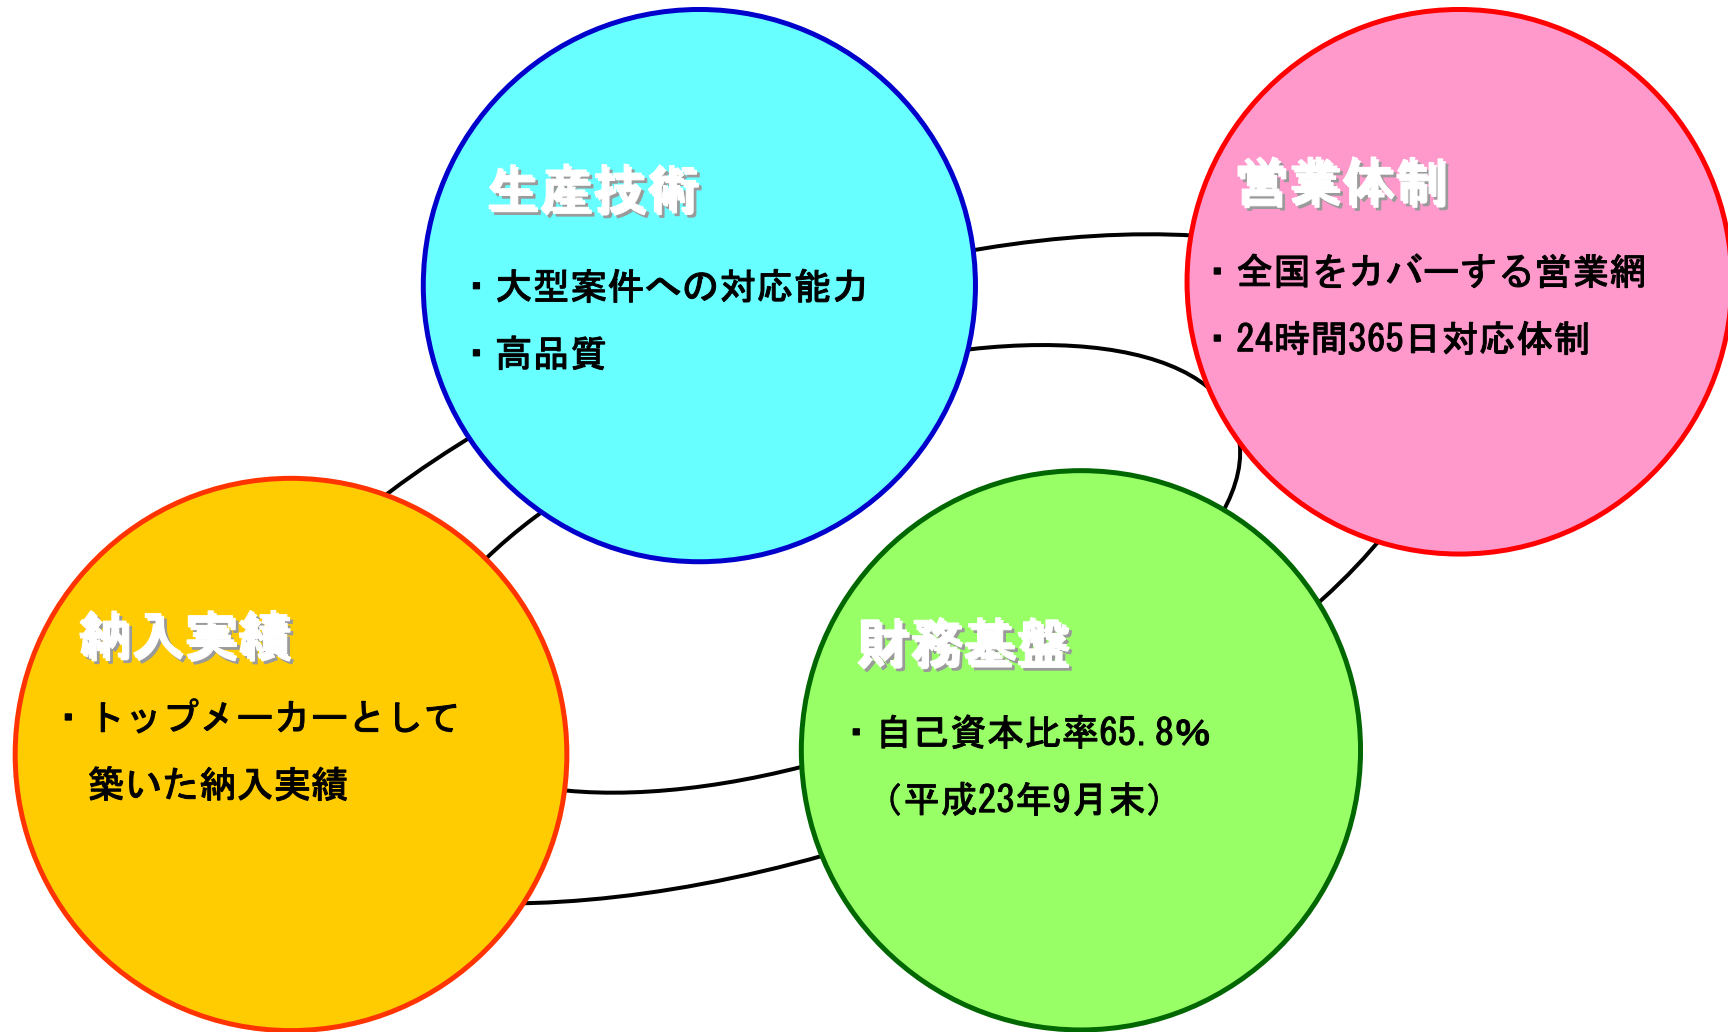 生産技術
・大型案件への対応能力
・高品質
営業体制
・全国をカバーする営業網
・24時間365日対応体制
納入実績
・トップメーカーとして
築いた納入実績
財務基盤
・自己資本比率65.8%
（平成23年9月末）